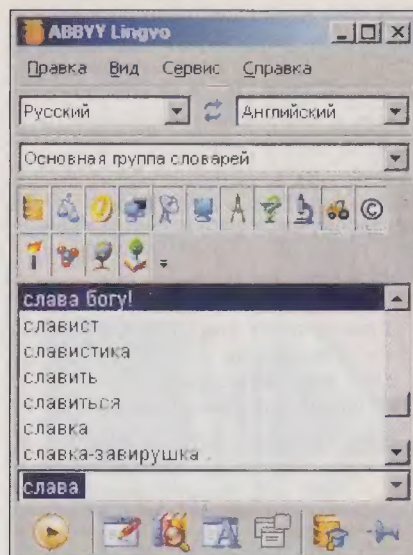 ABBYY Lingvo
Правка Вид Сервис Справка
Русский Английский
Основная группа словарей
слава богу!
славист
славистика
славить
славиться
славка
славка-завирушка
слава